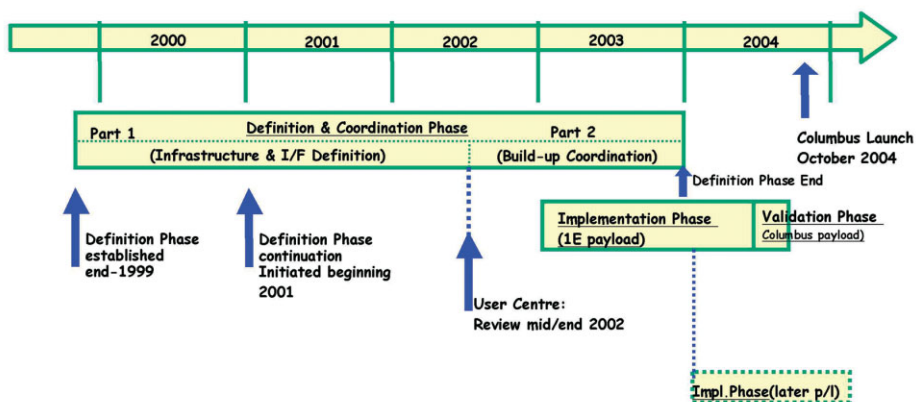 2000 2001 2002 2003 2004
Part 1 Definition & Coordination Phase Part 2
(Infrastructure & I/F Definition) (Build-up Coordination)
Columbus Launch
October 2004
Definition Phase End
Definition Phase
established
end-1999
Definition Phase
continuation
Initiated beginning
2001
User Centre:
Review mid/end 2002
Implementation Phase
(1E payload)
Validation Phase
Columbus payload)
Impl.Phase(later p/l)